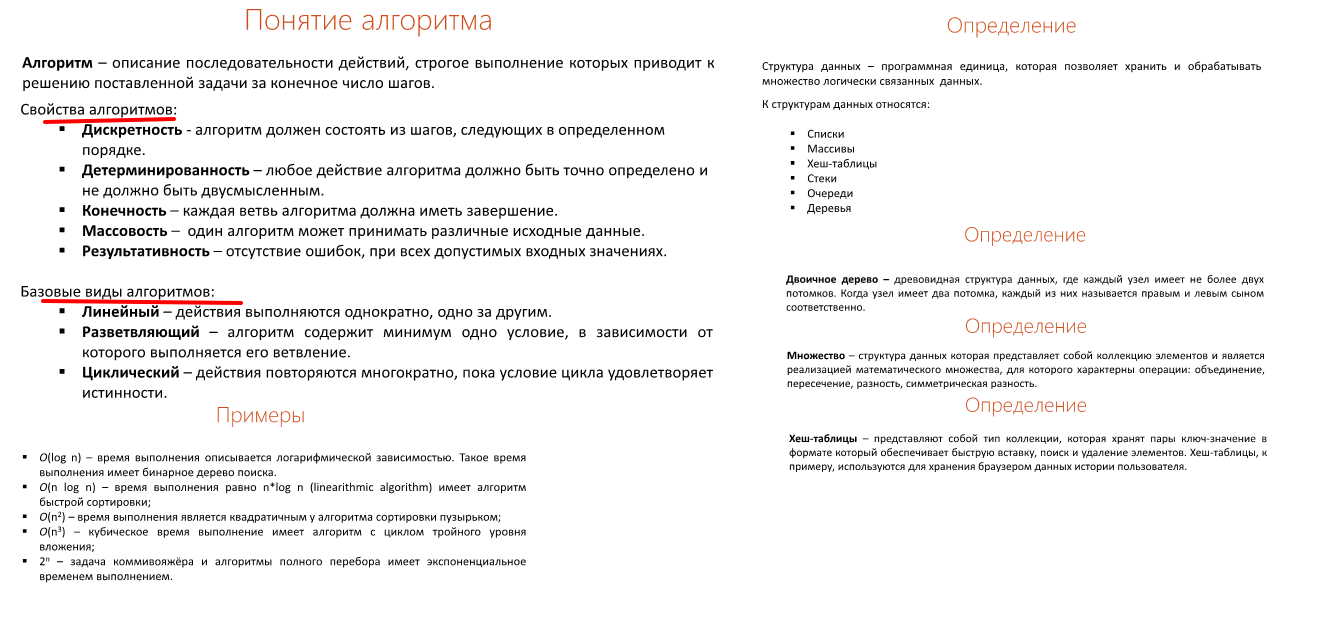 Понятие алгоритма
Алгоритм – описание последовательности действий, строгое выполнение которых приводит к
решению поставленной задачи за конечное число шагов.
Свойства алгоритмов:
▪ Дискретность - алгоритм должен состоять из шагов, следующих в определенном
порядке.
▪ Детерминированность – любое действие алгоритма должно быть точно определено и
не должно быть двусмысленным.
▪ Конечность – каждая ветвь алгоритма должна иметь завершение.
▪ Массовость – один алгоритм может принимать различные исходные данные.
▪ Результативность – отсутствие ошибок, при всех допустимых входных значениях.
Базовые виды алгоритмов:
▪ Линейный – действия выполняются однократно, одно за другим.
▪ Разветвляющий – алгоритм содержит минимум одно условие, в зависимости от
которого выполняется его ветвление.
▪ Циклический – действия повторяются многократно, пока условие цикла удовлетворяет
истинности.
Примеры
▪ O(log n) – время выполнения описывается логарифмической зависимостью. Такое время
выполнения имеет бинарное дерево поиска.
▪ O(n log n) – время выполнения равно n*log n (linearithmic algorithm) имеет алгоритм
быстрой сортировки;
▪ O(n²) – время выполнения является квадратичным у алгоритма сортировки пузырьком;
▪ O(n³) – кубическое время выполнение имеет алгоритм с циклом тройного уровня
вложения;
▪ 2ⁿ – задача коммивояжёра и алгоритмы полного перебора имеет экспоненциальное
временем выполнением.
Определение
Структура данных – программная единица, которая позволяет хранить и обрабатывать
множество логически связанных данных.
К структурам данных относятся:
▪ Списки
▪ Массивы
▪ Хеш-таблицы
▪ Стеки
▪ Очереди
▪ Деревья
Определение
Двоичное дерево – древовидная структура данных, где каждый узел имеет не более двух
потомков. Когда узел имеет два потомка, каждый из них называется правым и левым сыном
соответственно.
Определение
Множество – структура данных которая представляет собой коллекцию элементов и является
реализацией математического множества, для которого характерны операции: объединение,
пересечение, разность, симметрическая разность.
Определение
Хеш-таблицы – представляют собой тип коллекции, которая хранят пары ключ-значение в
формате который обеспечивает быструю вставку, поиск и удаление элементов. Хеш-таблицы, к
примеру, используются для хранения браузером данных истории пользователя.